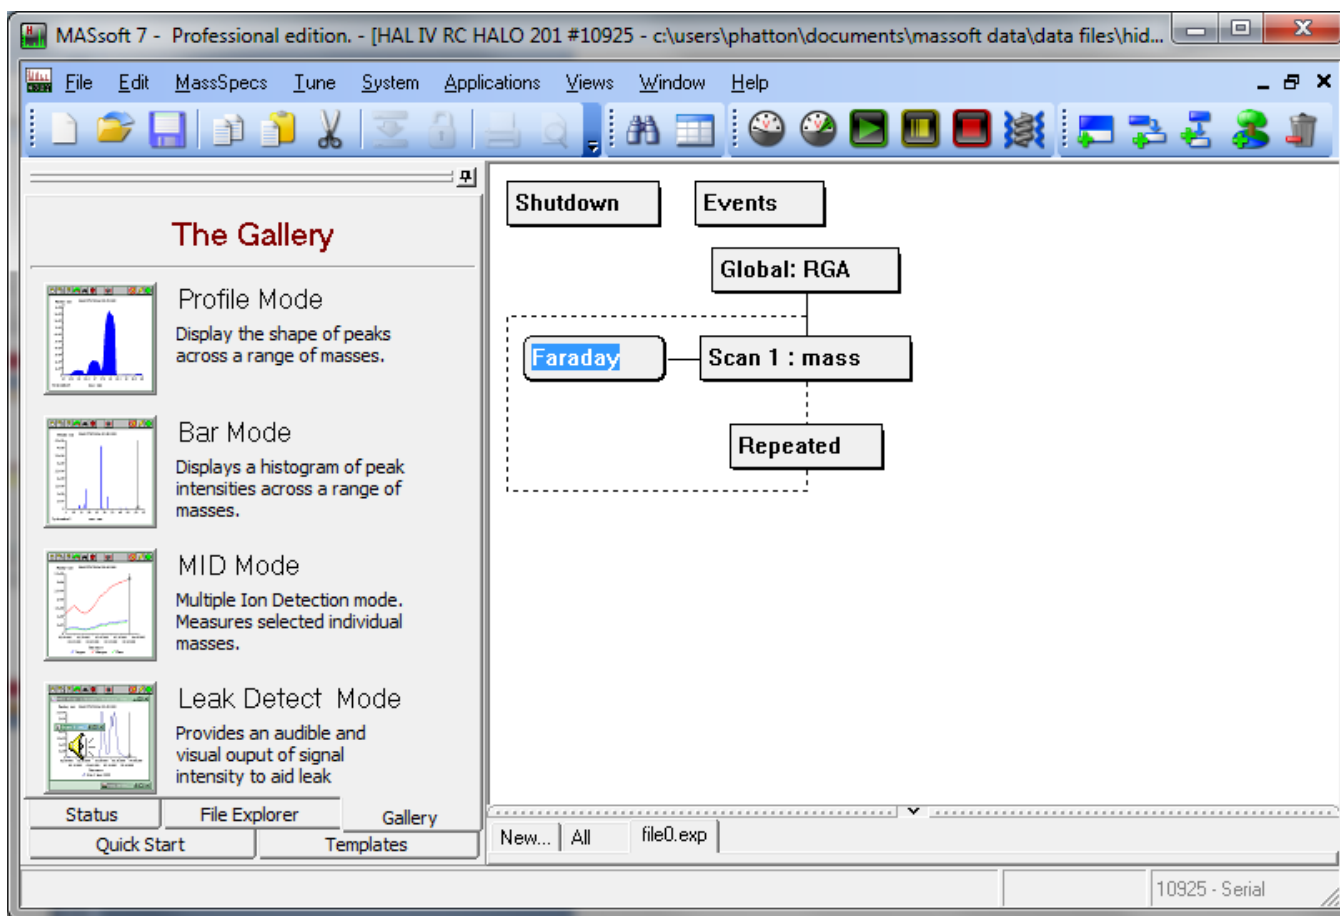 MASsoft 7 - Professional edition. - [HAL IV RC HALO 201 #10925 - c:\users\phatton\documents\massoft data\data files\hid...
File Edit MassSpecs Tune System Applications Views Window Help
The Gallery
Profile Mode
Display the shape of peaks
across a range of masses.
Bar Mode
Displays a histogram of peak
intensities across a range of
masses.
MID Mode
Multiple Ion Detection mode.
Measures selected individual
masses.
Leak Detect Mode
Provides an audible and
visual ouput of signal
intensity to aid leak
Status File Explorer Gallery
Quick Start Templates
Shutdown Events
Global: RGA
Faraday Scan 1 : mass
Repeated
New... All file0.exp
10925 - Serial